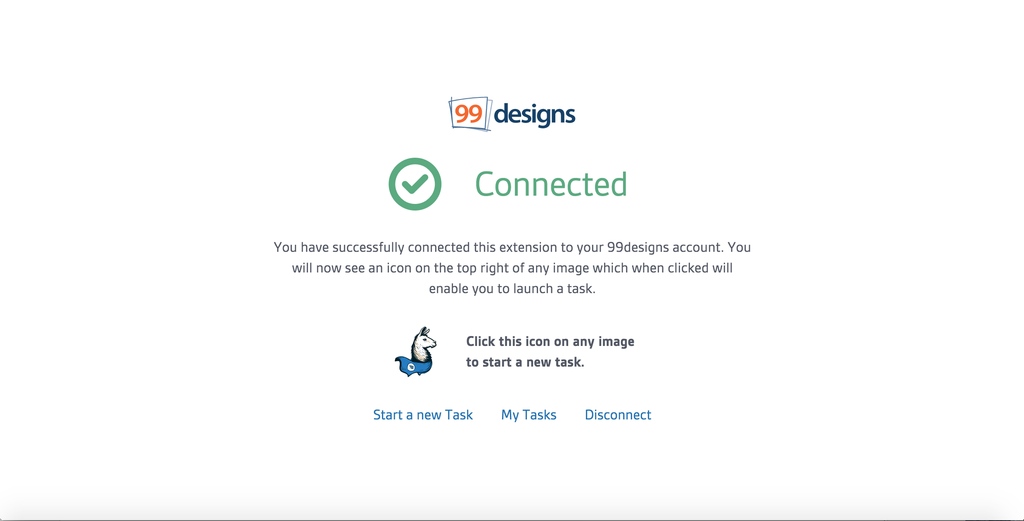 99designs
Connected
You have successfully connected this extension to your 99designs account. You
will now see an icon on the top right of any image which when clicked will
enable you to launch a task.
Click this icon on any image
to start a new task.
Start a new Task My Tasks Disconnect